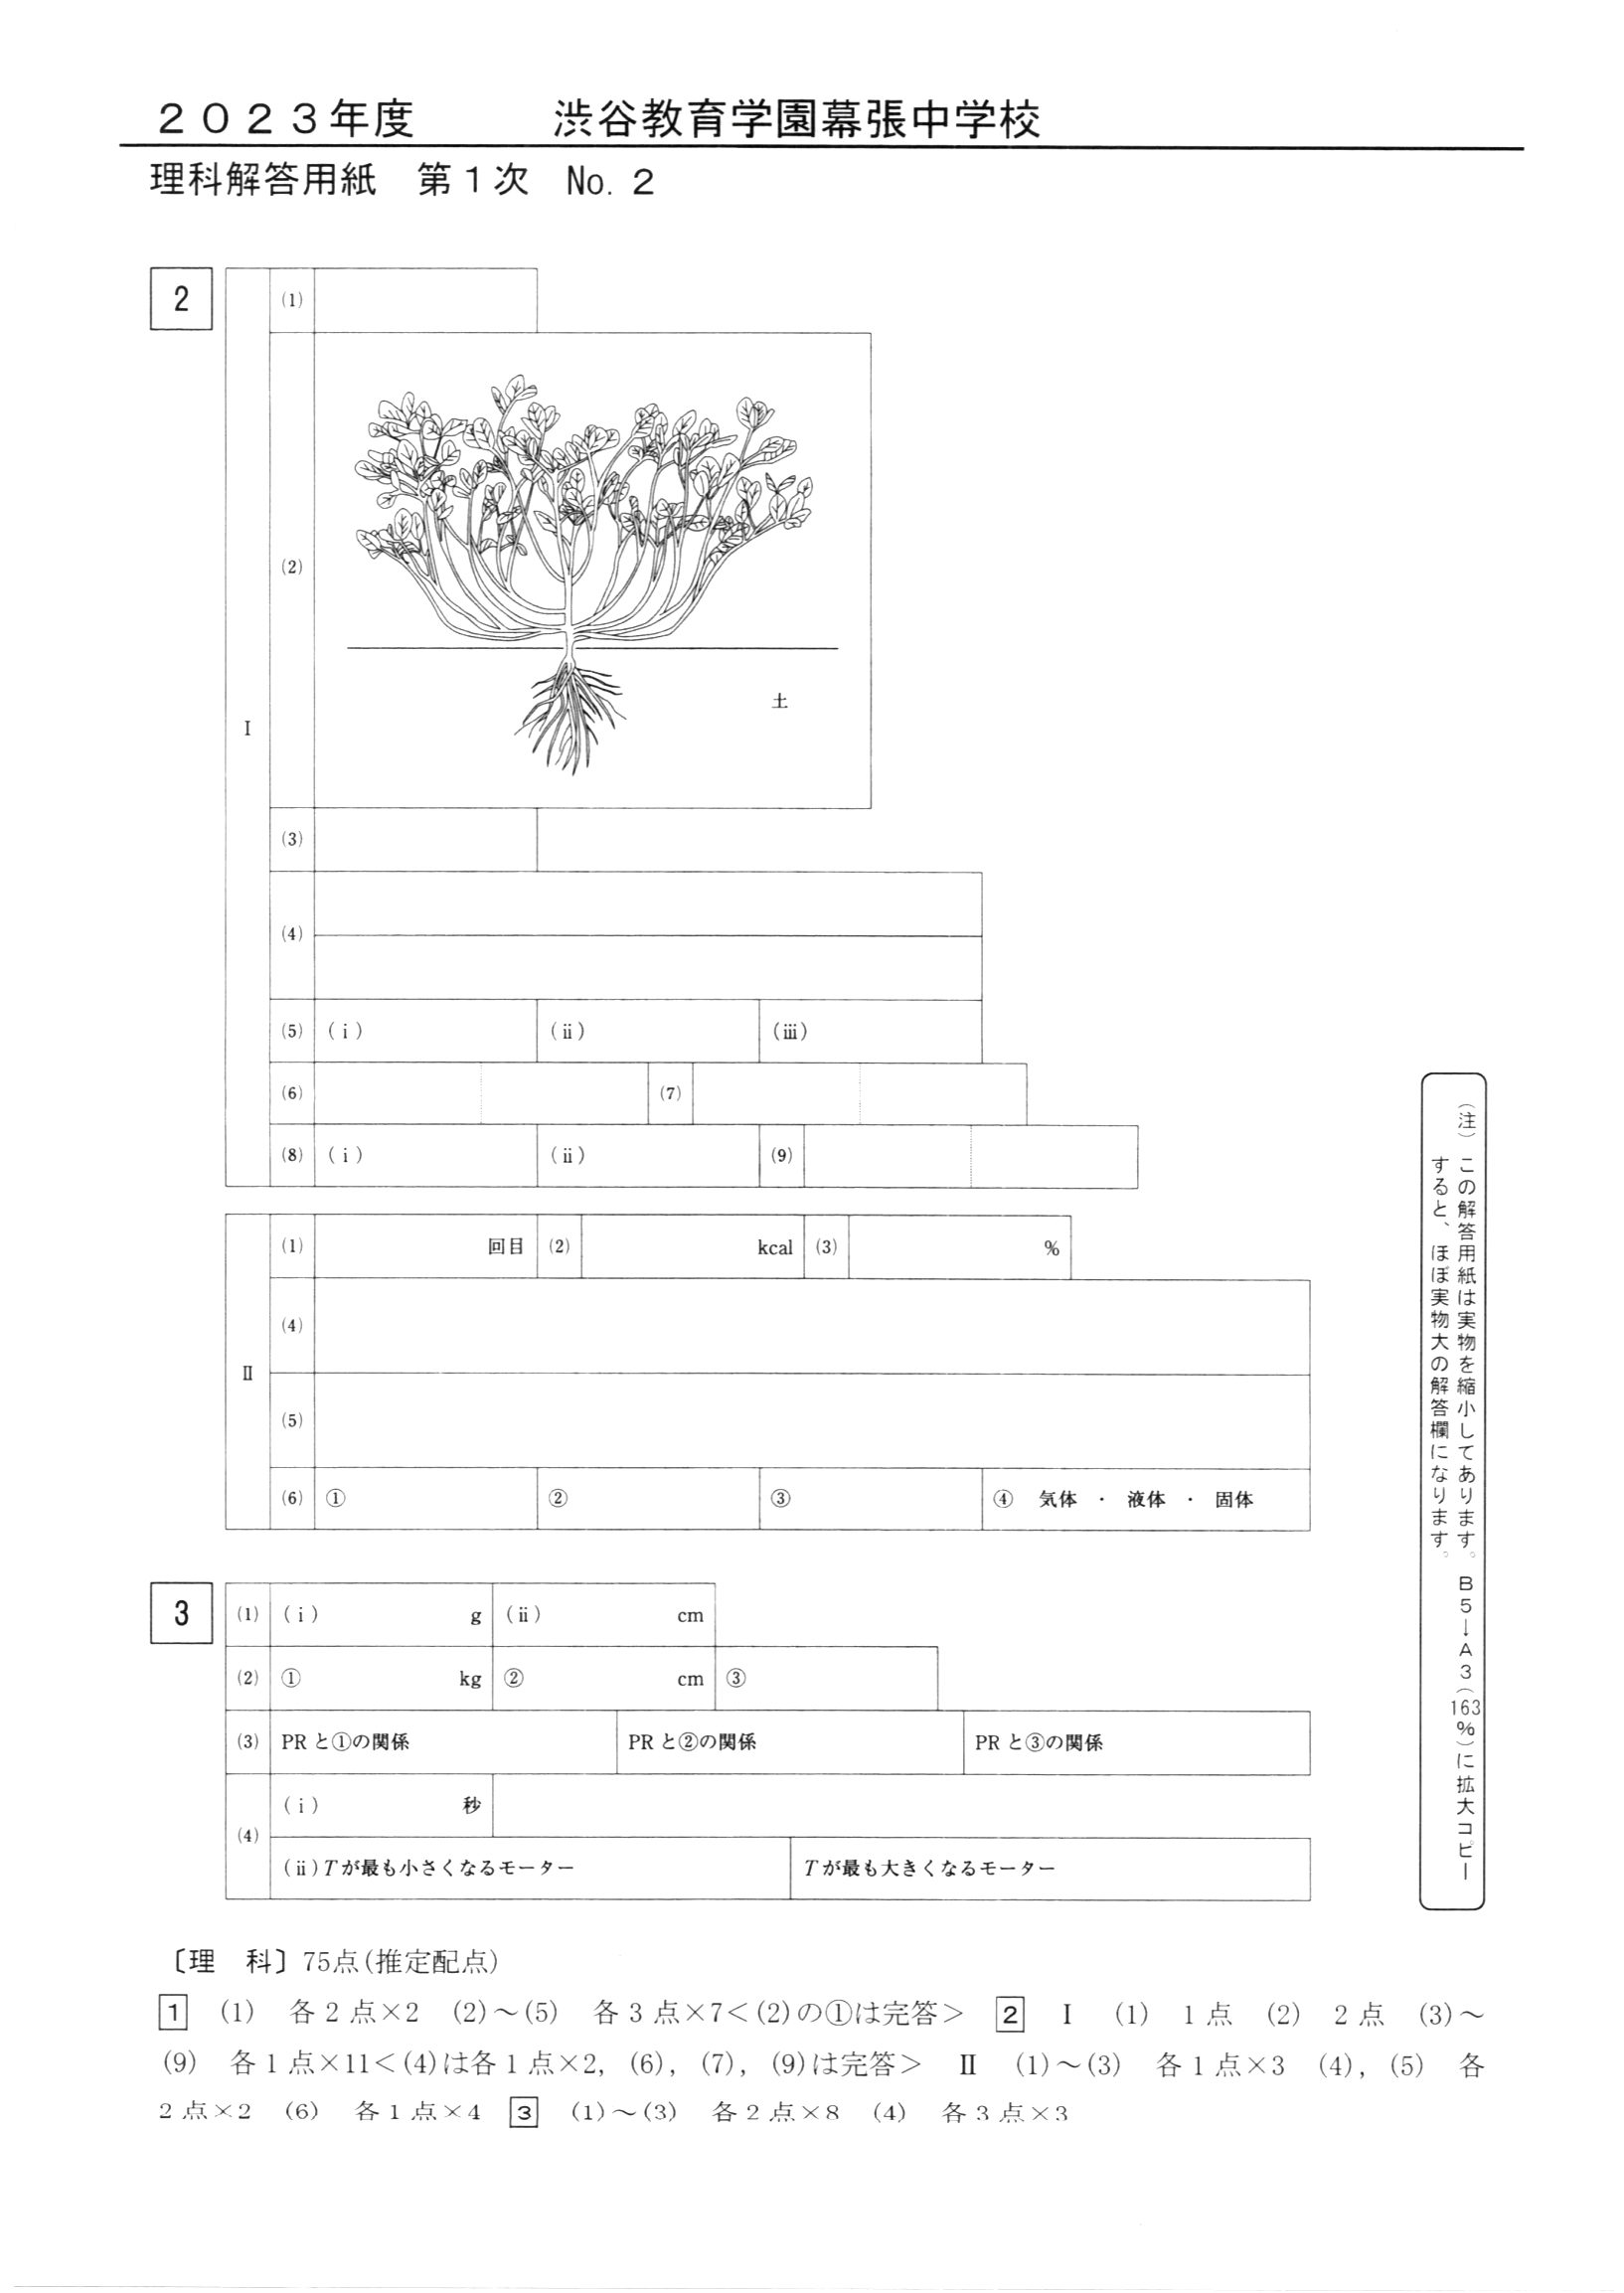 2023年度 渋谷教育学園幕張中学校
理科解答用紙 第1次 No.2
2
Ⅰ
(1)
(2)
土
(3)
(4)
(5) (ⅰ) (ⅱ) (ⅲ)
(6) (7)
(8) (ⅰ) (ⅱ) (9)
Ⅱ
(1) 回目 (2) kcal (3) %
(4)
(5)
(6) ① ② ③ ④ 気体 ・ 液体 ・ 固体
3
(1) (ⅰ) g (ⅱ) cm
(2) ① kg ② cm ③
(3) PRと①の関係 PRと②の関係 PRと③の関係
(4)
(ⅰ) 秒
(ⅱ) Tが最も小さくなるモーター Tが最も大きくなるモーター
(注) この解答用紙は実物を縮小してあります。B5→A3(163%)に拡大コピー
すると、ほぼ実物大の解答欄になります。
〔理 科〕75点(推定配点)
1 (1) 各2点×2 (2)~(5) 各3点×7<(2)の①は完答> 2 Ⅰ (1) 1点 (2) 2点 (3)~
(9) 各1点×11<(4)は各1点×2, (6), (7), (9)は完答> Ⅱ (1)~(3) 各1点×3 (4), (5) 各
2点×2 (6) 各1点×4 3 (1)~(3) 各2点×8 (4) 各3点×3